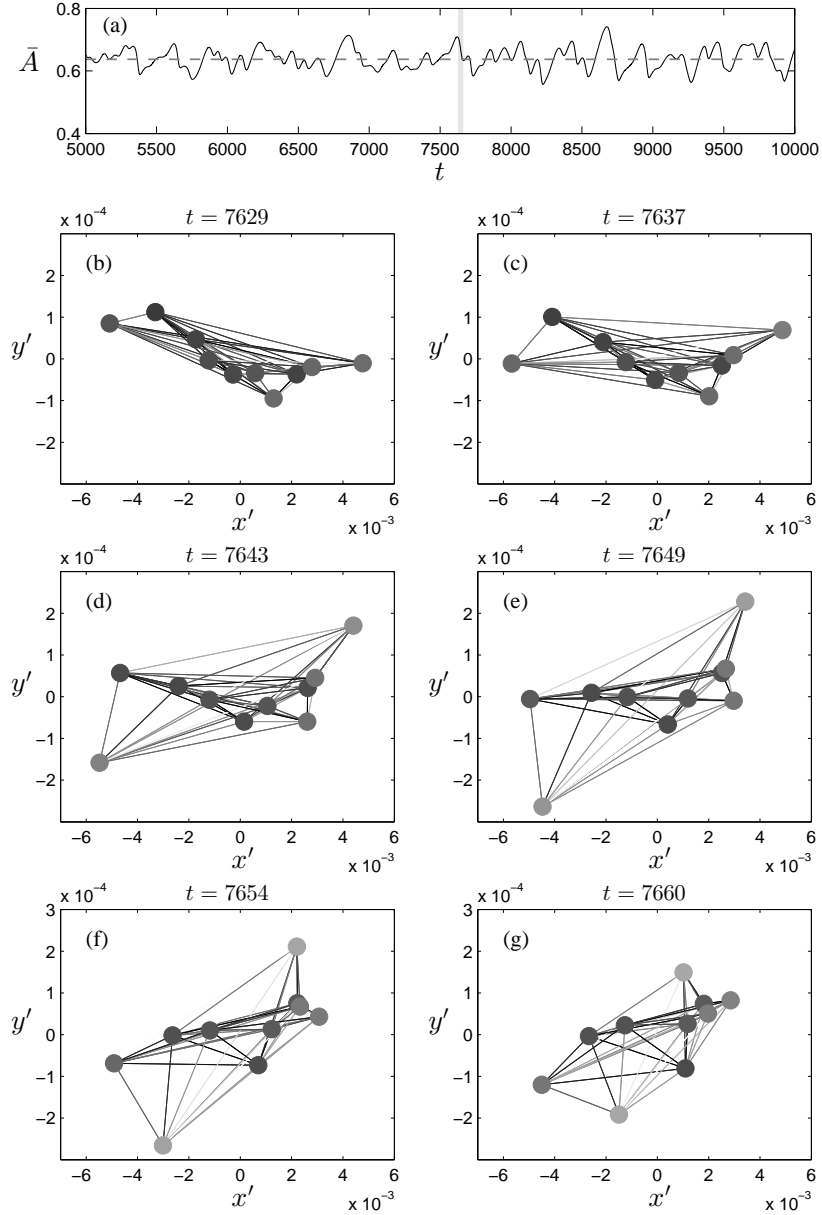 (a)
0.8
0.6
0.4
Ā
5000 5500 6000 6500 7000 7500 8000 8500 9000 9500 10000
t
x 10⁻⁴ t = 7629
(b)
2
1
0
−1
−2
y′
−6 −4 −2 0 2 4 6
x′ x 10⁻³
x 10⁻⁴ t = 7637
(c)
2
1
0
−1
−2
y′
−6 −4 −2 0 2 4 6
x′ x 10⁻³
x 10⁻⁴ t = 7643
(d)
2
1
0
−1
−2
y′
−6 −4 −2 0 2 4 6
x′ x 10⁻³
x 10⁻⁴ t = 7649
(e)
2
1
0
−1
−2
y′
−6 −4 −2 0 2 4 6
x′ x 10⁻³
x 10⁻⁴ t = 7654
(f)
3
2
1
0
−1
−2
y′
−6 −4 −2 0 2 4 6
x′ x 10⁻³
x 10⁻⁴ t = 7660
(g)
3
2
1
0
−1
−2
y′
−6 −4 −2 0 2 4 6
x′ x 10⁻³